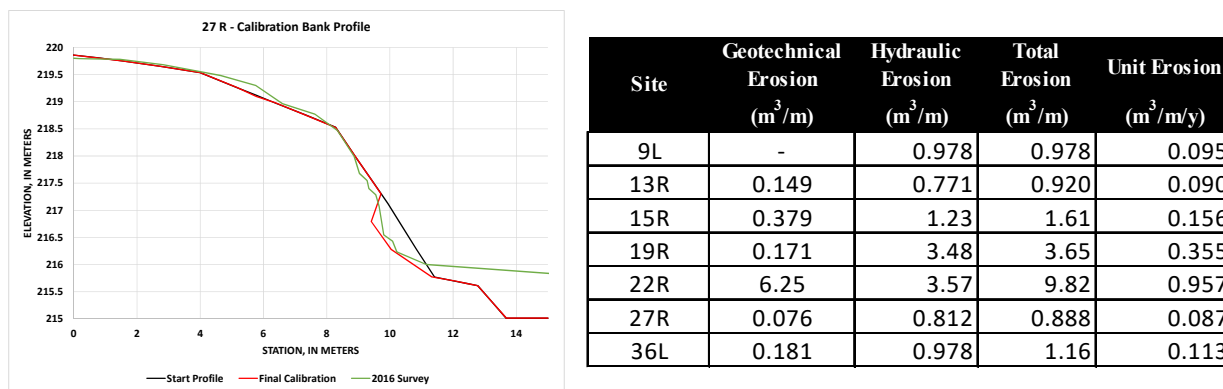 27 R - Calibration Bank Profile
220
219.5
219
218.5
218
217.5
217
216.5
216
215.5
215
ELEVATION, IN METERS
0 2 4 6 8 10 12 14
STATION, IN METERS
Start Profile Final Calibration 2016 Survey
Site Geotechnical Erosion (m³/m) Hydraulic Erosion (m³/m) Total Erosion (m³/m) Unit Erosion (m³/m/y)
9L - 0.978 0.978 0.095
13R 0.149 0.771 0.920 0.090
15R 0.379 1.23 1.61 0.156
19R 0.171 3.48 3.65 0.355
22R 6.25 3.57 9.82 0.957
27R 0.076 0.812 0.888 0.087
36L 0.181 0.978 1.16 0.113